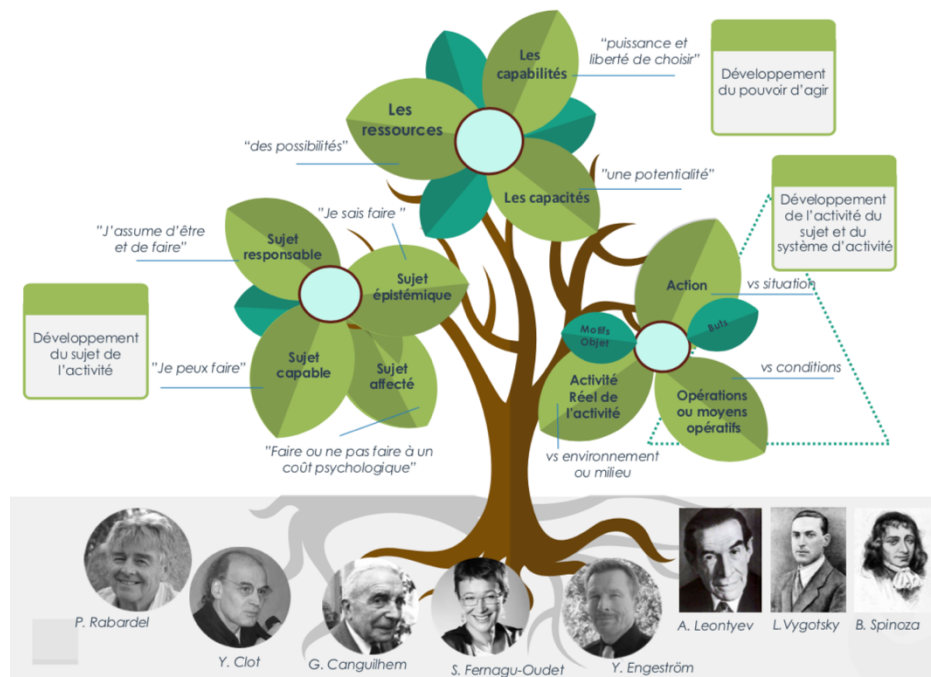 "puissance et
liberté de choisir"
Les
capabilités
Développement
du pouvoir d'agir
Les
ressources
"des possibilités"
"une potentialité"
Les capacités
"Je sais faire "
"J'assume d'être
et de faire"
Sujet
responsable
Sujet
épistémique
Développement
de l'activité du
sujet et du
système d'activité
Action
vs situation
Motifs
Objet
Buts
Développement
du sujet de
l'activité
"Je peux faire"
Sujet
capable
Sujet
affecté
Activité
Réel de
l'activité
vs conditions
Opérations
ou moyens
opératifs
"Faire ou ne pas faire à un
coût psychologique"
vs environnement
ou milieu
P. Rabardel
Y. Clot
G. Canguilhem
S. Fernagu-Oudet
Y. Engeström
A. Leontyev
L.Vygotsky
B. Spinoza